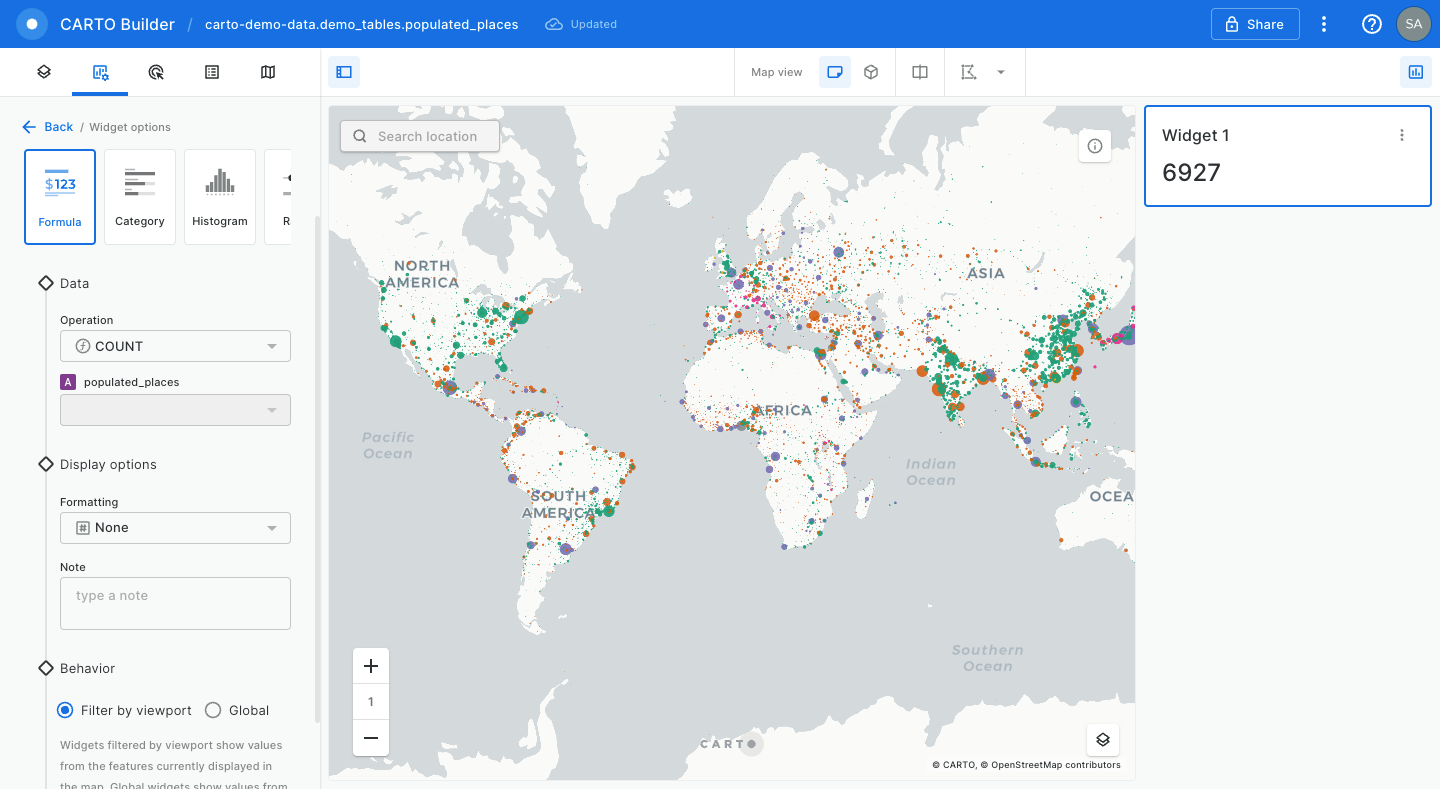 CARTO Builder / carto-demo-data.demo_tables.populated_places Updated Share SA
Map view
Back / Widget options
$123
Formula Category Histogram R
Data
Operation
COUNT
A populated_places
Display options
Formatting
# None
Note
type a note
Behavior
Filter by viewport Global
Widgets filtered by viewport show values
from the features currently displayed in
the map. Global widgets show values from
Search location
NORTH
AMERICA
ASIA
AFRICA
Pacific
Ocean
Indian
Ocean
SOUTH
AMERICA
OCEA
Southern
Ocean
+
1
−
CARTO
© CARTO, © OpenStreetMap contributors
Widget 1
6927